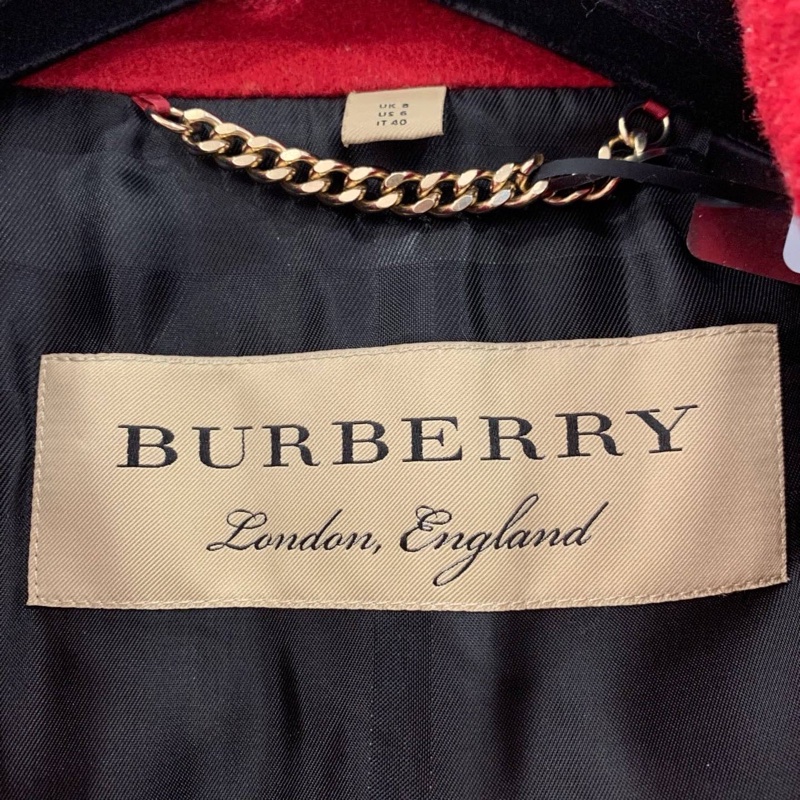 UK 8
US 6
IT 40
BURBERRY
London, England